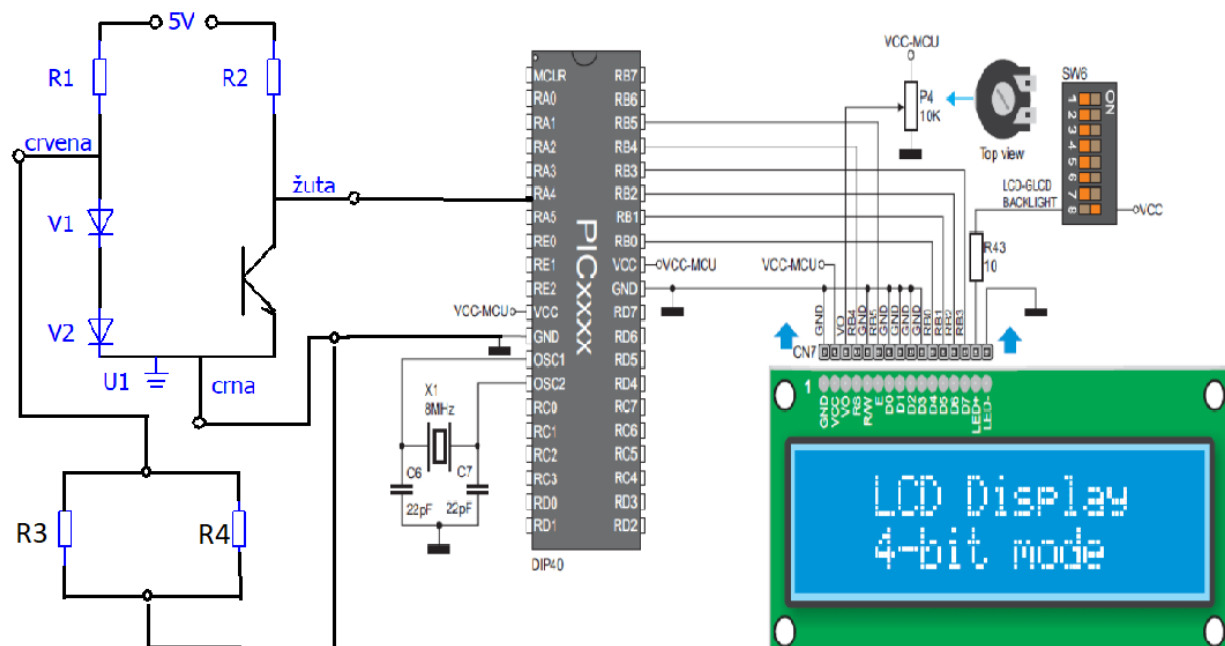 5V
R1
R2
crvena
žuta
V1
V2
U1
crna
R3
R4
PICxxxx
MCLR
RA0
RA1
RA2
RA3
RA4
RA5
RE0
RE1
RE2
VCC
GND
OSC1
OSC2
RC0
RC1
RC2
RC3
RD0
RD1
RB7
RB6
RB5
RB4
RB3
RB2
RB1
RB0
VCC
GND
RD7
RD6
RD5
RD4
RC7
RC6
RC5
RC4
RD3
RD2
DIP40
VCC-MCU
VCC-MCU
X1
8MHz
C6
C7
22pF
22pF
VCC-MCU
P4
10K
Top view
SW6
ON
1
2
3
4
5
6
7
8
LCD-GLCD
BACKLIGHT
VCC
R43
10
VCC-MCU
GND
VO
RB4
GND
RB5
GND
GND
GND
GND
RB0
RB1
RB2
RB3
CN7
1
GND
VCC
VO
RS
R/W
E
D0
D1
D2
D3
D4
D5
D6
D7
LED+
LED-
LCD Display
4-bit mode